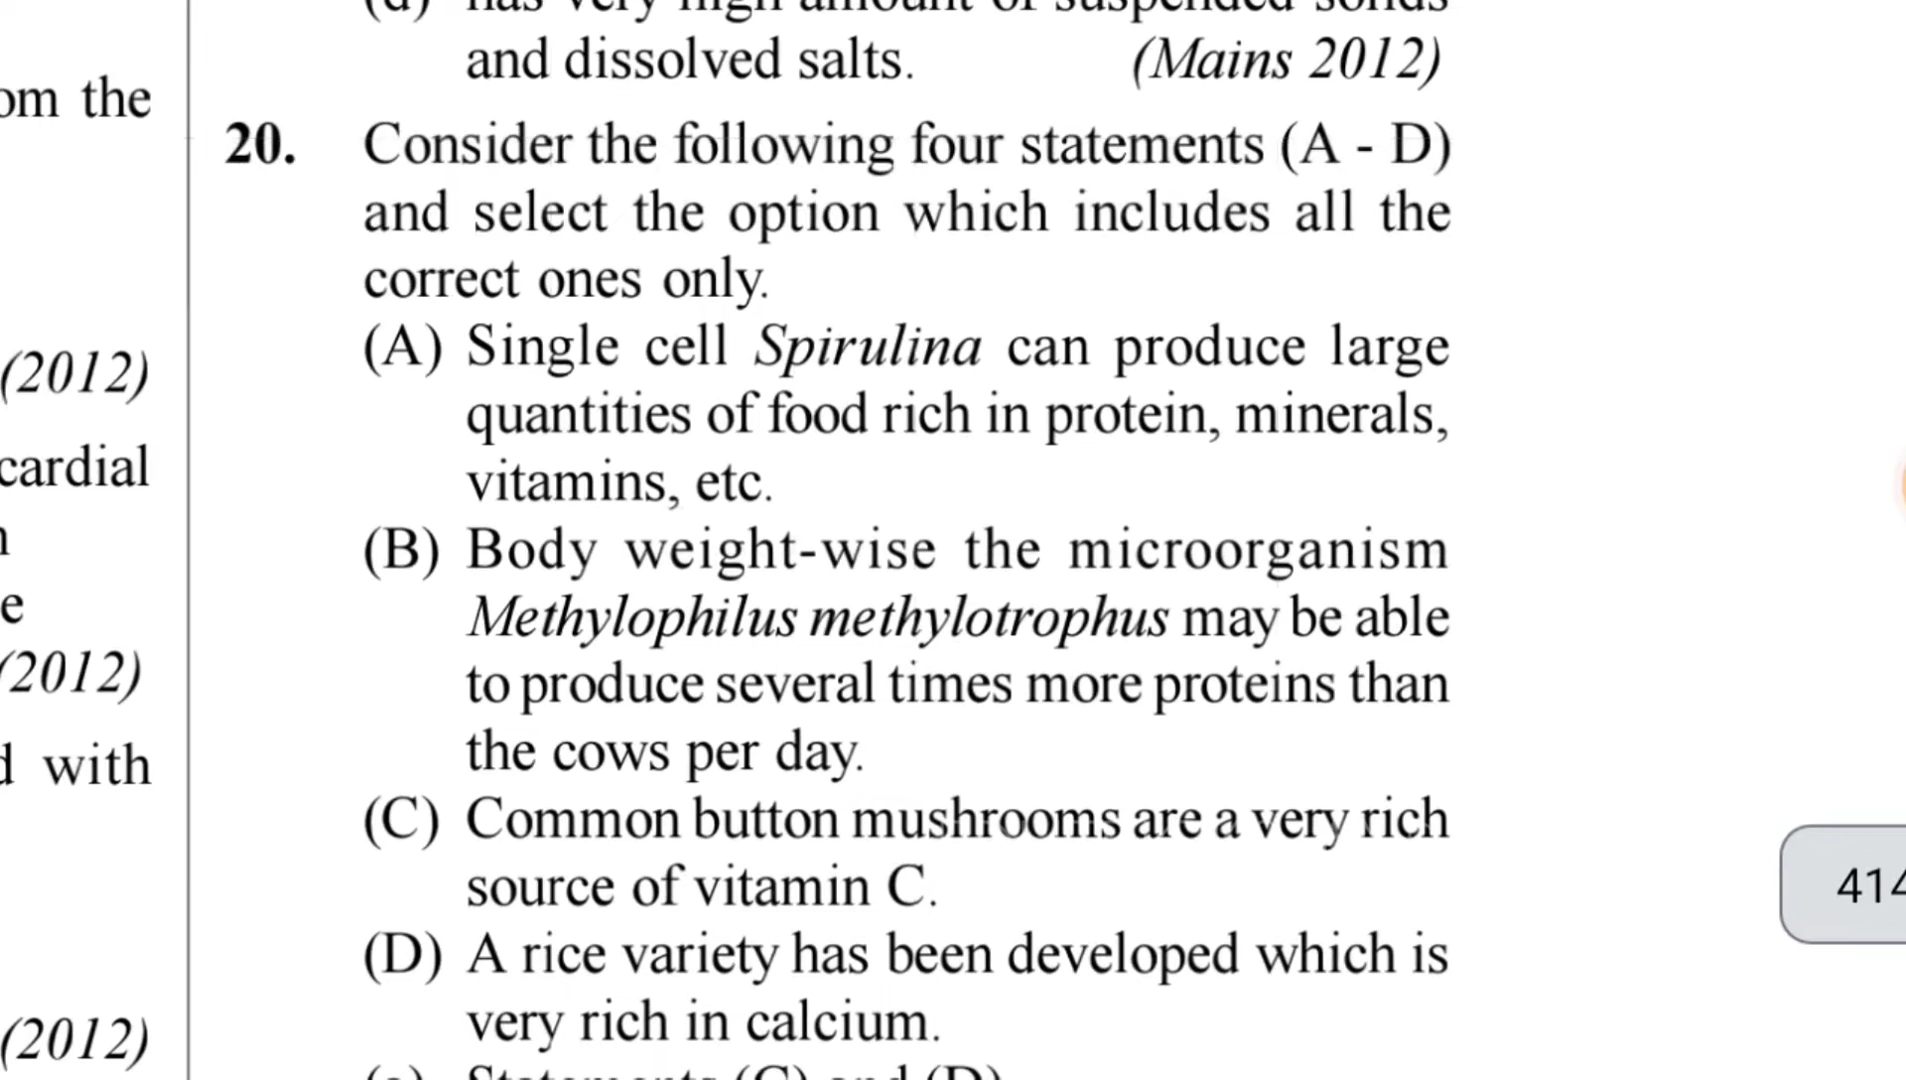 and dissolved salts. (Mains 2012)
om the
20. Consider the following four statements (A - D)
and select the option which includes all the
correct ones only.
(A) Single cell Spirulina can produce large
(2012)
quantities of food rich in protein, minerals,
cardial
vitamins, etc.
(B) Body weight-wise the microorganism
e
Methylophilus methylotrophus may be able
(2012)
to produce several times more proteins than
the cows per day.
d with
(C) Common button mushrooms are a very rich
source of vitamin C.
414
(D) A rice variety has been developed which is
very rich in calcium.
(2012)